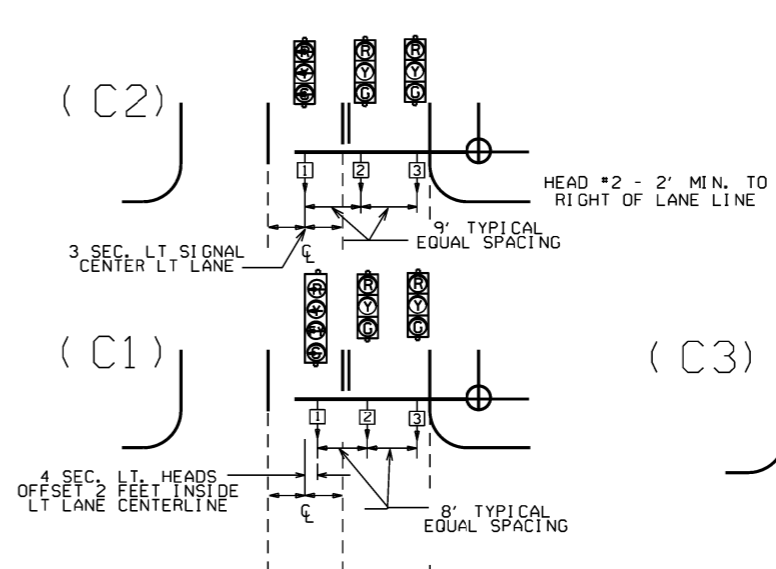 R R R
Y Y Y
G G G
( C2 )
1 2 3
HEAD #2 - 2' MIN. TO
RIGHT OF LANE LINE
9' TYPICAL
EQUAL SPACING
3 SEC. LT SIGNAL
CENTER LT LANE
℄
R R R
Y Y Y
G G
G
( C1 )
( C3 )
1 2 3
4 SEC. LT. HEADS
OFFSET 2 FEET INSIDE
LT LANE CENTERLINE
℄
8' TYPICAL
EQUAL SPACING